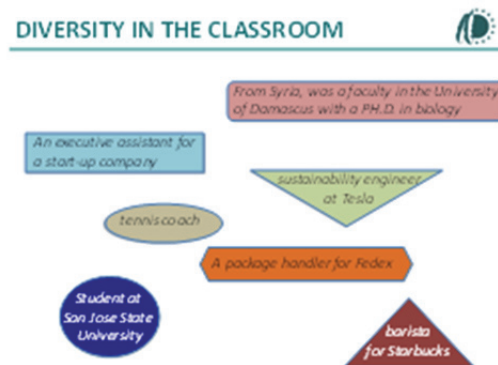 DIVERSITY IN THE CLASSROOM
From Syria, was a faculty in the University
of Damascus with a PH.D. in biology
An executive assistant for
a start-up company
sustainability engineer
at Tesla
tennis coach
A package handler for Fedex
Student at
San Jose State
University
barista
for Starbucks